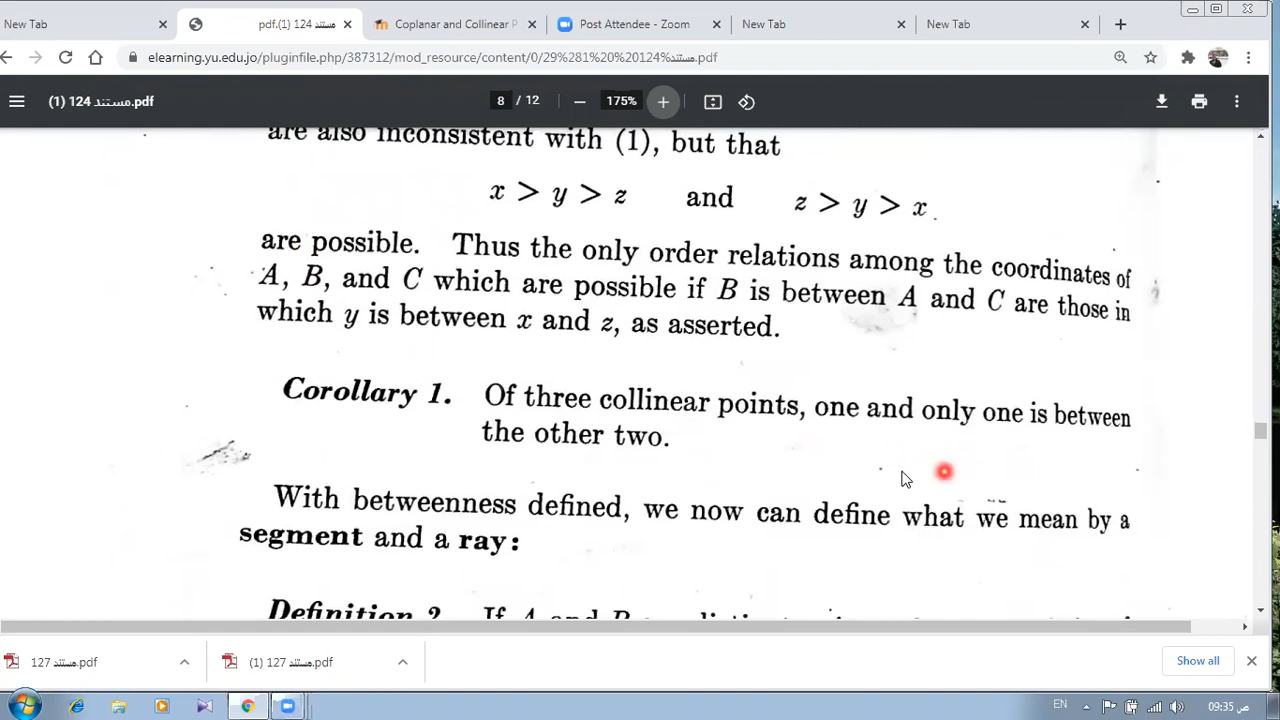 New Tab
مستند 124 (1).pdf
Coplanar and Collinear P
Post Attendee - Zoom
New Tab
New Tab
elearning.yu.edu.jo/pluginfile.php/387312/mod_resource/content/0/29%281%20%20124%مستند.pdf
(1) 124 مستند.pdf
8 / 12
175%
are also inconsistent with (1), but that
x > y > z and z > y > x
are possible. Thus the only order relations among the coordinates of
A, B, and C which are possible if B is between A and C are those in
which y is between x and z, as asserted.
Corollary 1. Of three collinear points, one and only one is between
the other two.
With betweenness defined, we now can define what we mean by a
segment and a ray:
Definition 2. If A and B
127 مستند.pdf
(1) 127 مستند.pdf
Show all
EN
09:35 ص